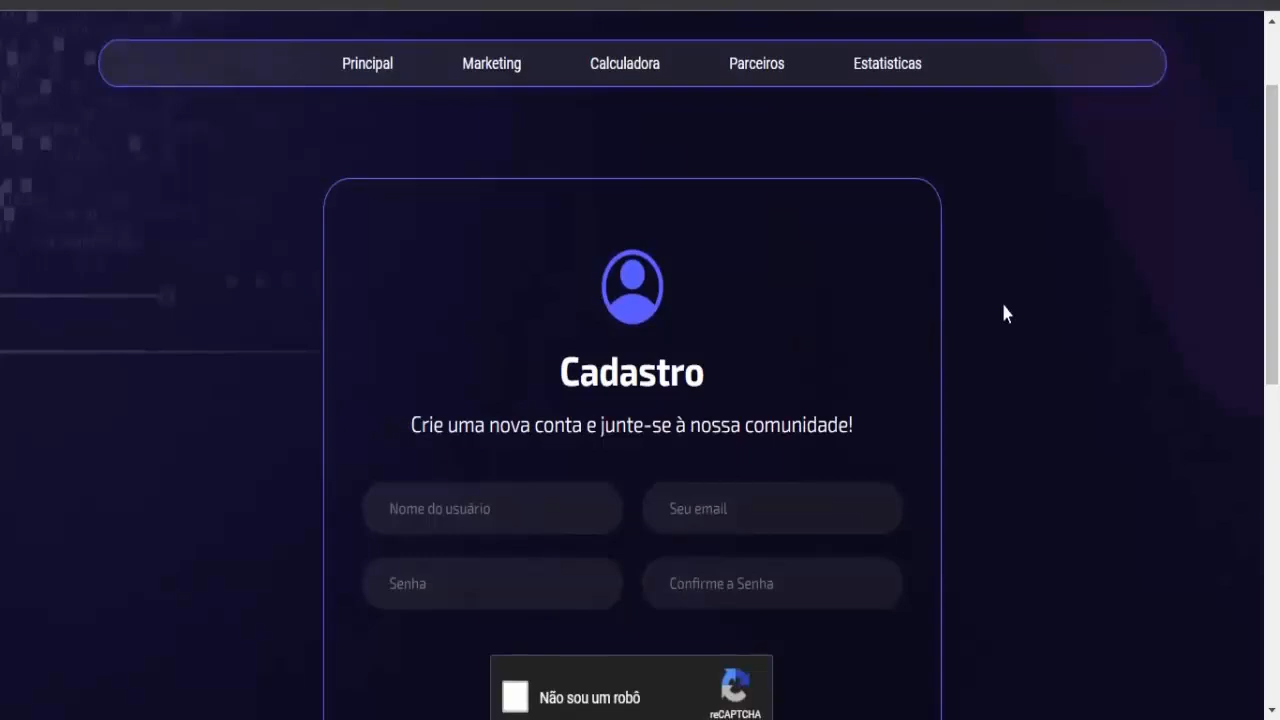 Principal Marketing Calculadora Parceiros Estatisticas
Cadastro
Crie uma nova conta e junte-se à nossa comunidade!
Nome do usuário Seu email
Senha Confirme a Senha
Não sou um robô
reCAPTCHA